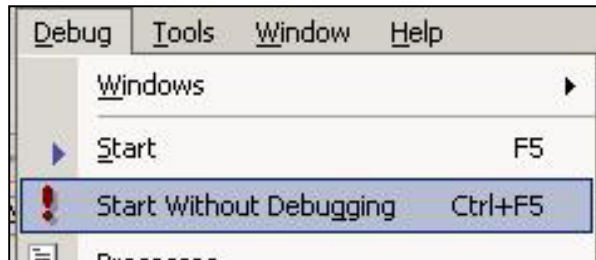 Debug Tools Window Help
Windows
Start F5
Start Without Debugging Ctrl+F5